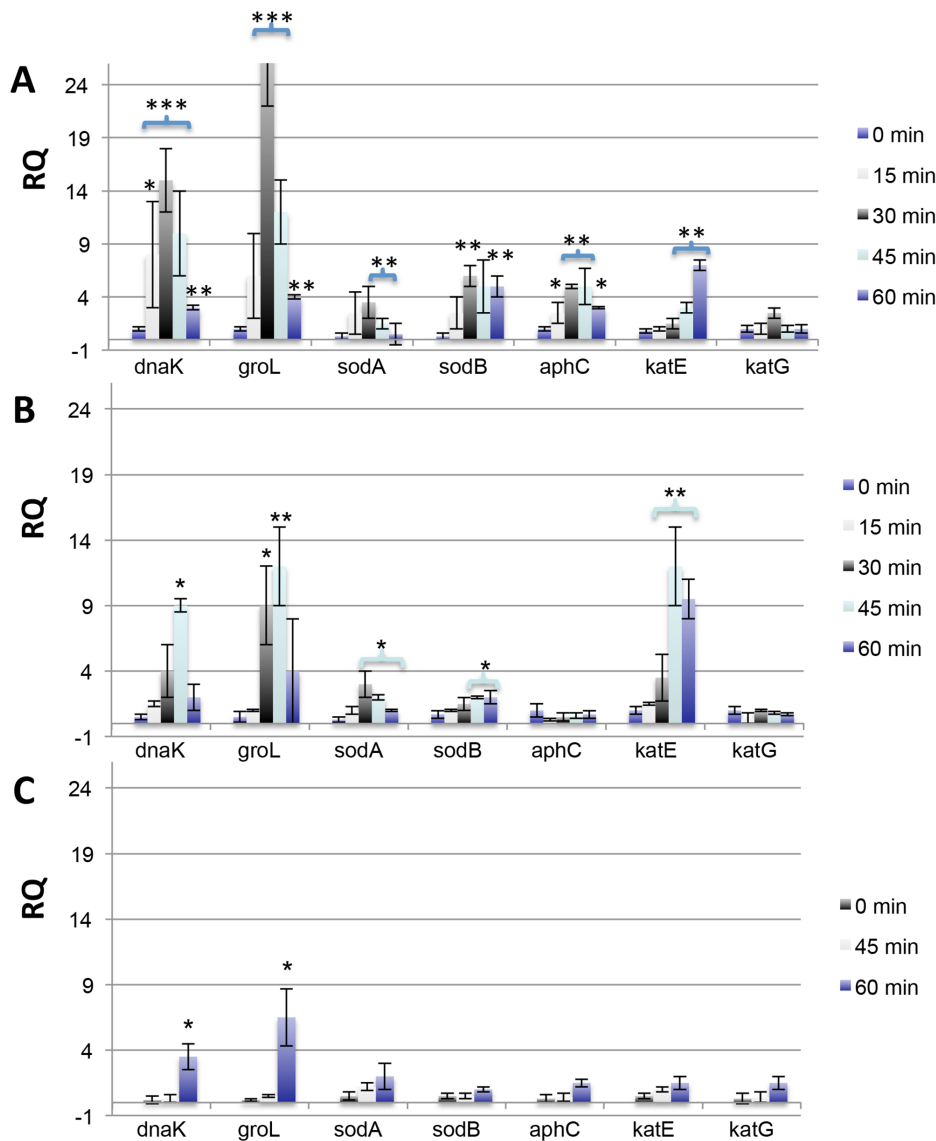 ***
A
24
***
0 min
19
RQ
15 min
*
14
30 min
9
** ** ** **
45 min
4
** ** * *
60 min
-1
dnaK groL sodA sodB aphC katE katG
B
24
19
0 min
RQ
15 min
14
** **
30 min
* *
9
45 min
4
* *
60 min
-1
dnaK groL sodA sodB aphC katE katG
C
24
19
0 min
RQ
14
45 min
9
*
60 min
4
*
-1
dnaK groL sodA sodB aphC katE katG